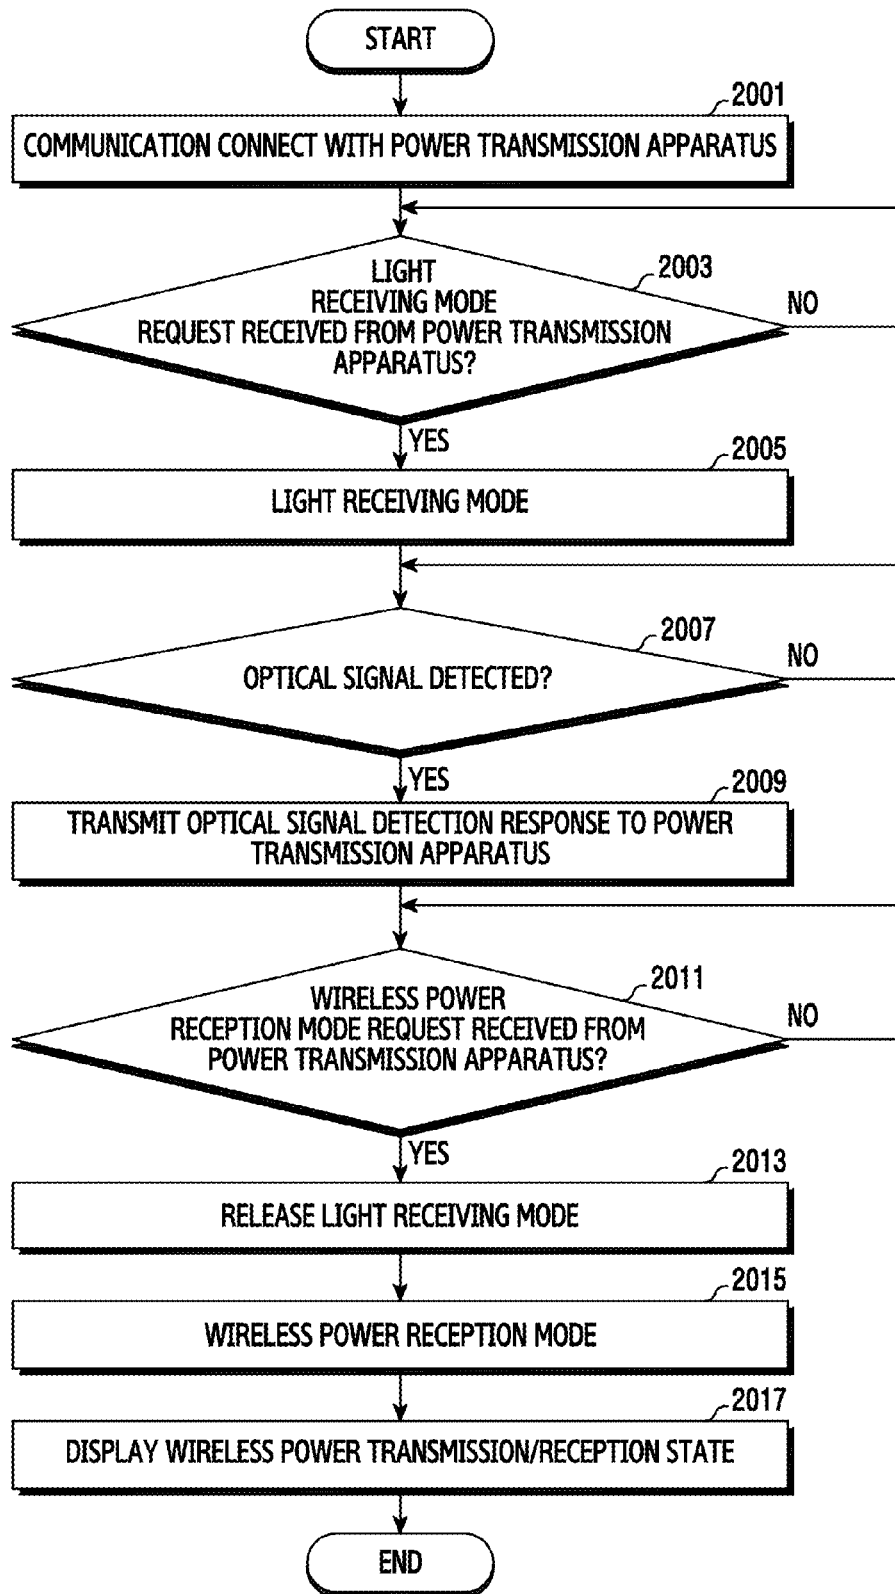 START
2001
COMMUNICATION CONNECT WITH POWER TRANSMISSION APPARATUS
2003
LIGHT
RECEIVING MODE
REQUEST RECEIVED FROM POWER TRANSMISSION
APPARATUS?
NO
YES
2005
LIGHT RECEIVING MODE
2007
OPTICAL SIGNAL DETECTED?
NO
YES
2009
TRANSMIT OPTICAL SIGNAL DETECTION RESPONSE TO POWER
TRANSMISSION APPARATUS
2011
WIRELESS POWER
RECEPTION MODE REQUEST RECEIVED FROM
POWER TRANSMISSION APPARATUS?
NO
YES
2013
RELEASE LIGHT RECEIVING MODE
2015
WIRELESS POWER RECEPTION MODE
2017
DISPLAY WIRELESS POWER TRANSMISSION/RECEPTION STATE
END